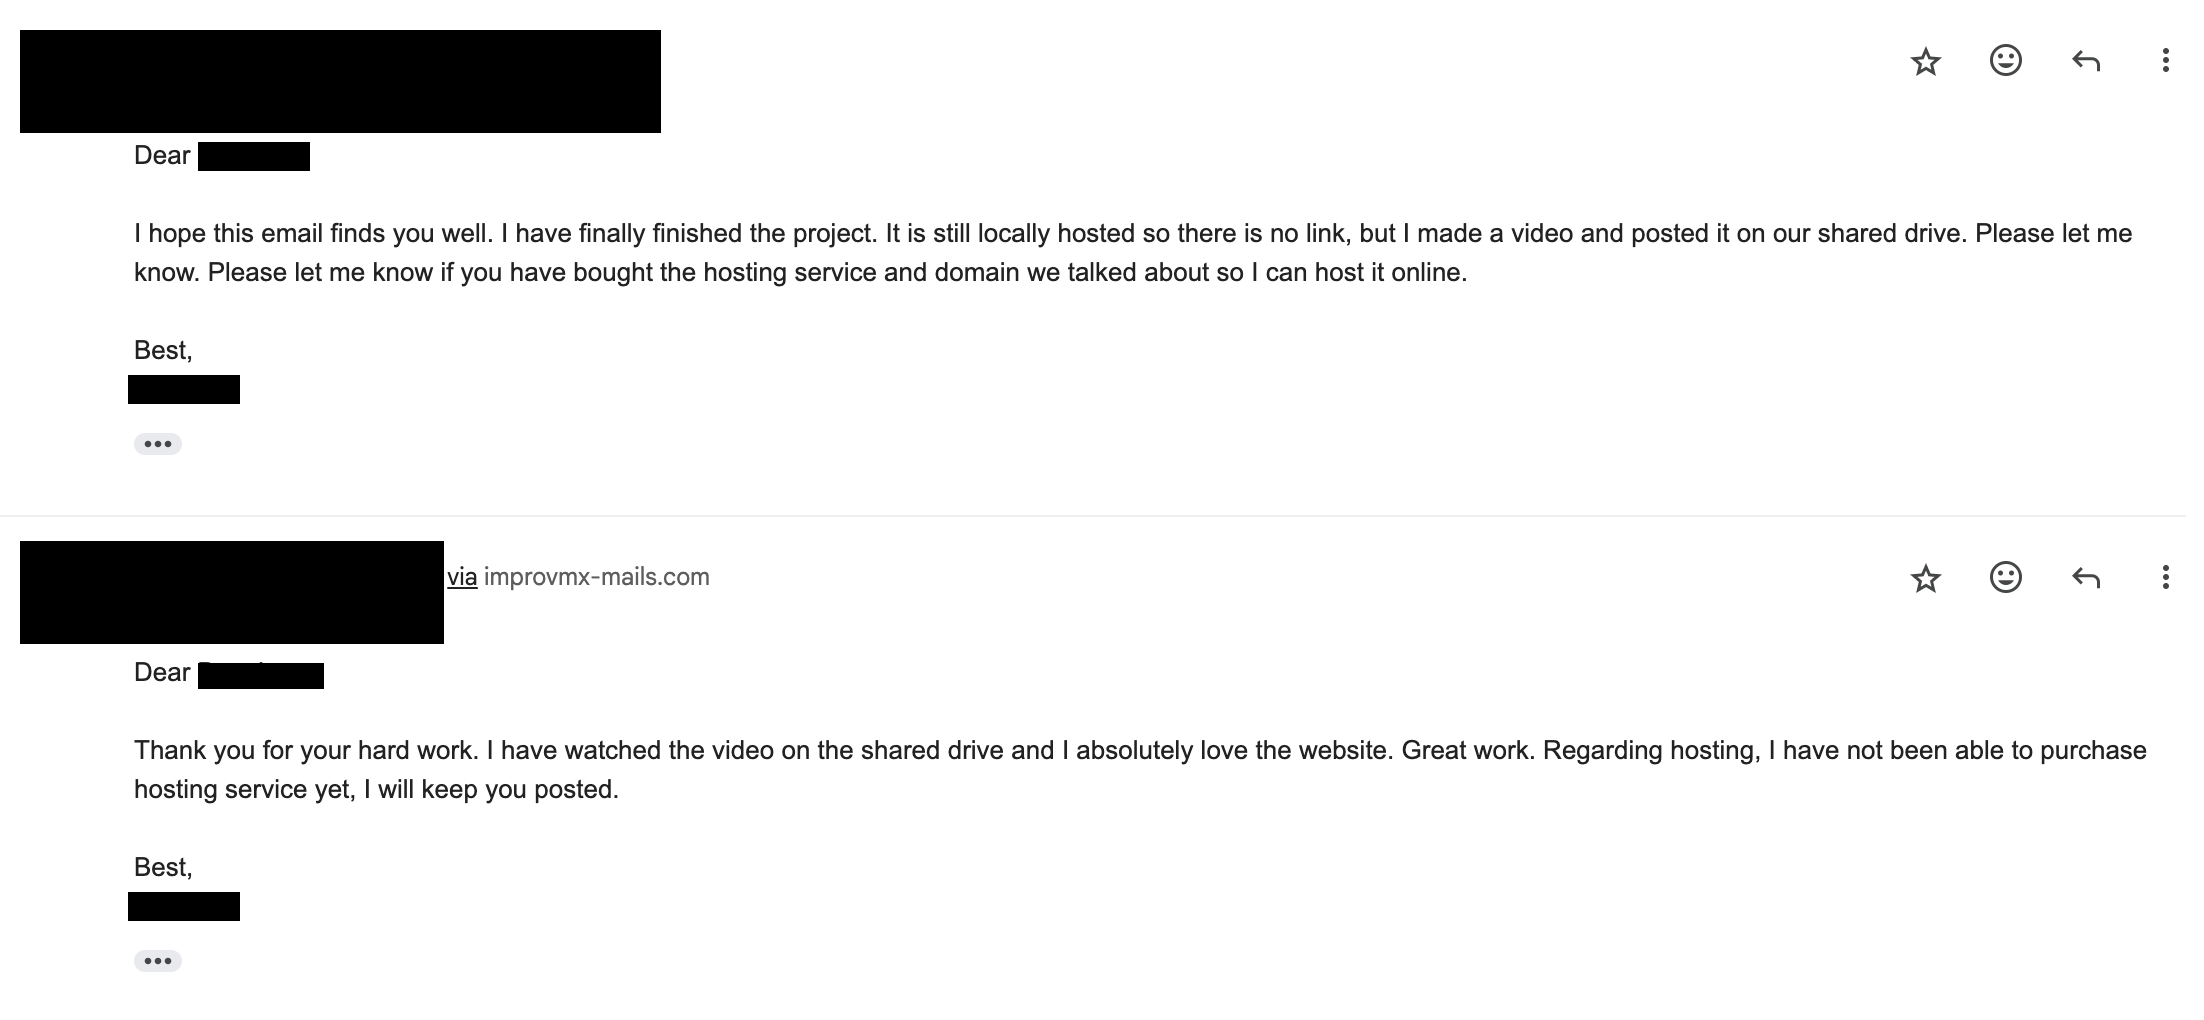 Dear
I hope this email finds you well. I have finally finished the project. It is still locally hosted so there is no link, but I made a video and posted it on our shared drive. Please let me
know. Please let me know if you have bought the hosting service and domain we talked about so I can host it online.
Best,
via improvmx-mails.com
Dear
Thank you for your hard work. I have watched the video on the shared drive and I absolutely love the website. Great work. Regarding hosting, I have not been able to purchase
hosting service yet, I will keep you posted.
Best,